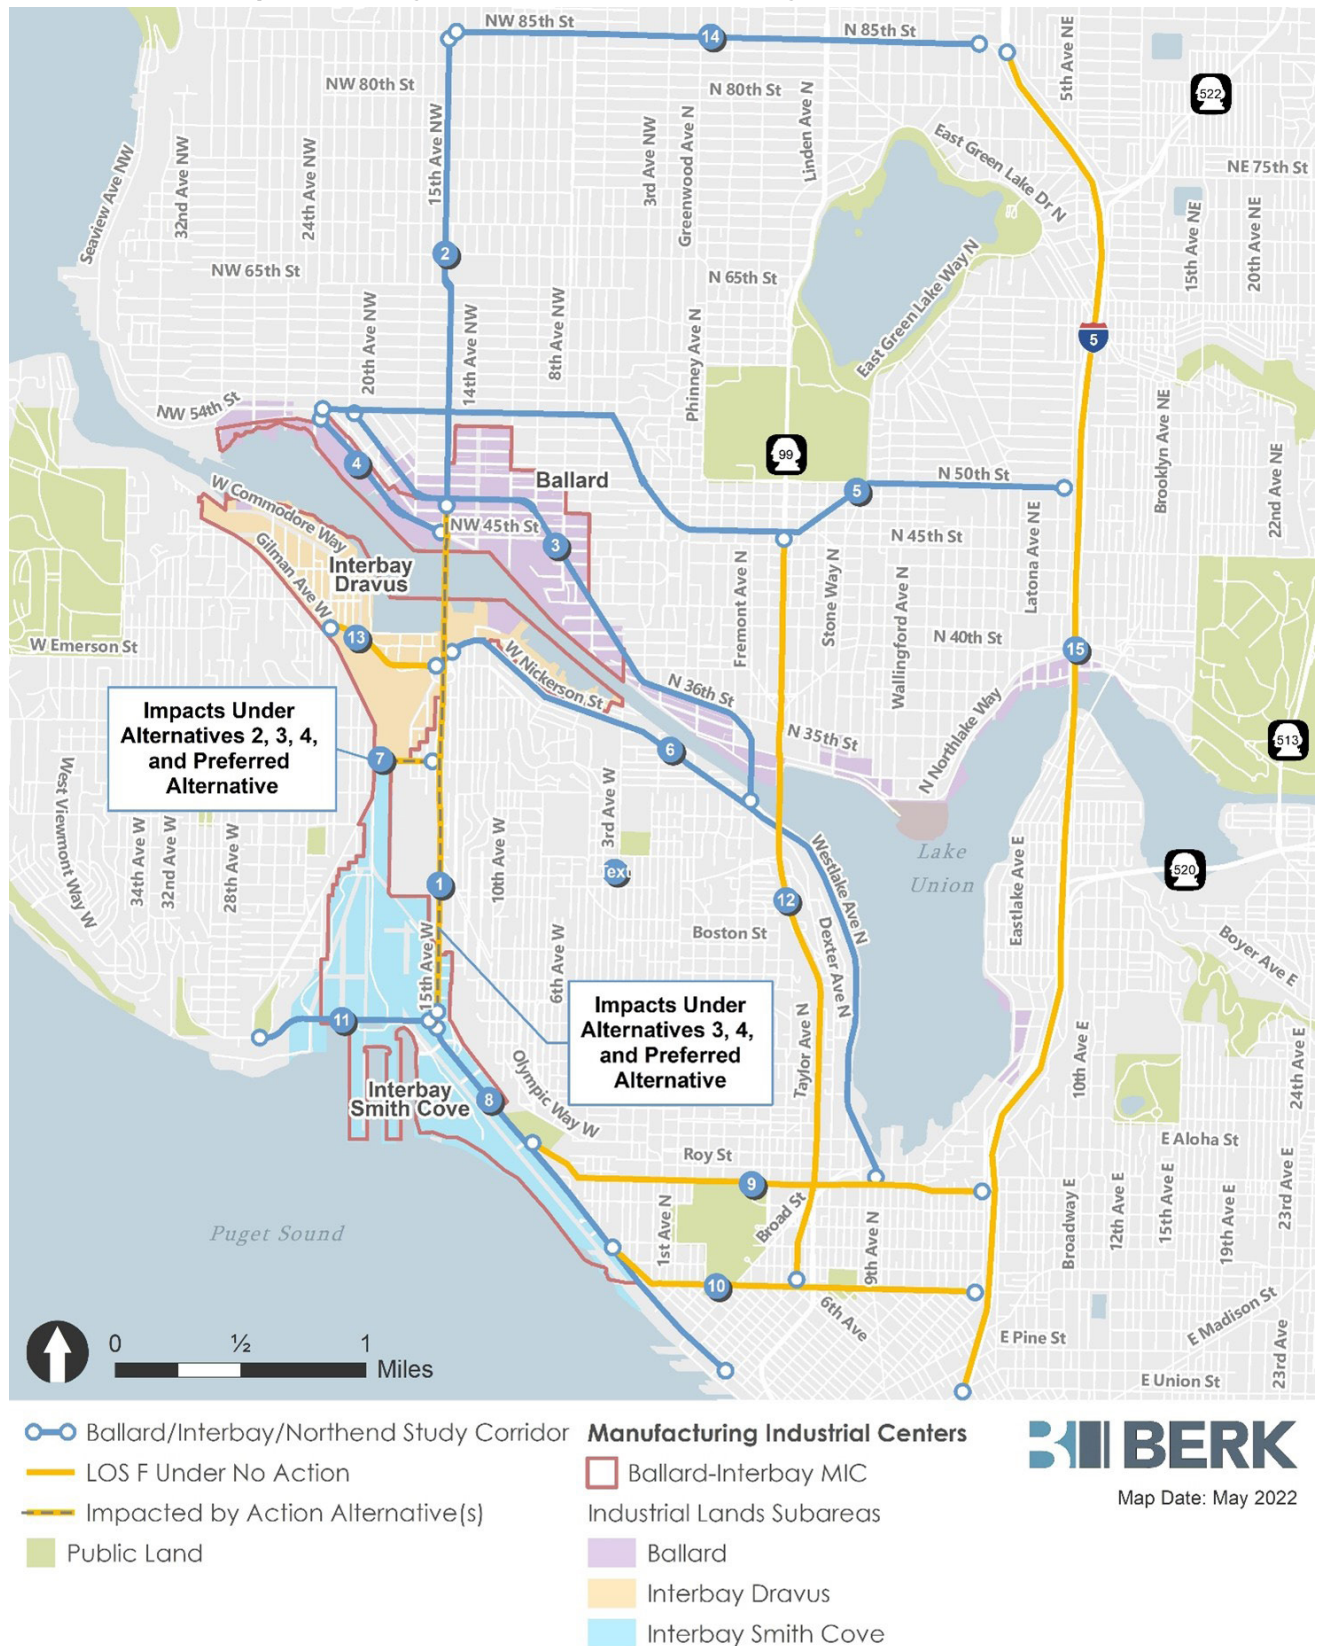 NW 85th St
14
N 85th St
5th Ave NE
522
NW 80th St
N 80th St
Linden Ave N
East Green Lake Dr N
NE 75th St
Seaview Ave NW
32nd Ave NW
24th Ave NW
15th Ave NW
3rd Ave NW
Greenwood Ave N
15th Ave NE
20th Ave NE
2
NW 65th St
N 65th St
East Green Lake Way N
5
20th Ave NW
14th Ave NW
8th Ave NW
Phinney Ave N
NW 54th St
Brooklyn Ave NE
22nd Ave NE
99
4
Ballard
5
N 50th St
W Commodore Way
NW 45th St
3
N 45th St
Gilman Ave W
Interbay
Dravus
Fremont Ave N
Stone Way N
Wallingford Ave N
Latona Ave NE
13
W Emerson St
N 40th St
15
W Nickerson St
N 36th St
N 35th St
N Northlake Way
513
Impacts Under
Alternatives 2, 3, 4,
and Preferred
Alternative
7
6
West Viewmont Way W
34th Ave W
32nd Ave W
28th Ave W
10th Ave W
3rd Ave W
Text
Westlake Ave N
Lake
Union
520
1
12
Eastlake Ave E
Boston St
Dexter Ave N
Boyer Ave E
15th Ave W
6th Ave W
Impacts Under
Alternatives 3, 4,
and Preferred
Alternative
11
Taylor Ave N
10th Ave E
24th Ave E
Interbay
Smith Cove
8
Olympic Way W
Roy St
E Aloha St
9
Puget Sound
1st Ave N
Broad St
9th Ave N
Broadway E
12th Ave E
15th Ave E
19th Ave E
23rd Ave E
10
6th Ave
E Pine St
E Madison St
23rd Ave
E Union St
0 ½ 1
Miles
Ballard/Interbay/Northend Study Corridor
LOS F Under No Action
Impacted by Action Alternative(s)
Public Land
Manufacturing Industrial Centers
Ballard-Interbay MIC
Industrial Lands Subareas
Ballard
Interbay Dravus
Interbay Smith Cove
BERK
Map Date: May 2022